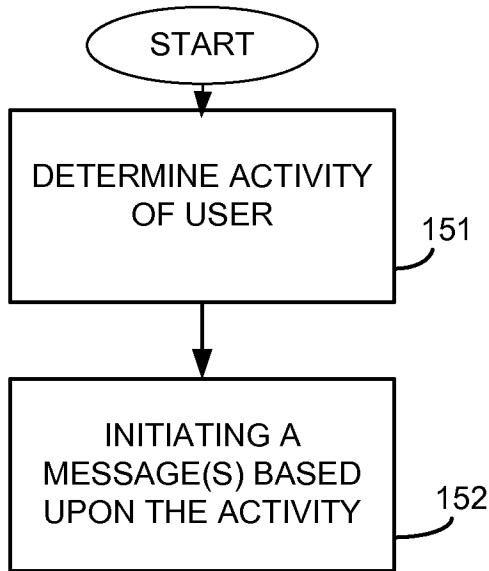 START
DETERMINE ACTIVITY
OF USER
151
INITIATING A
MESSAGE(S) BASED
UPON THE ACTIVITY
152